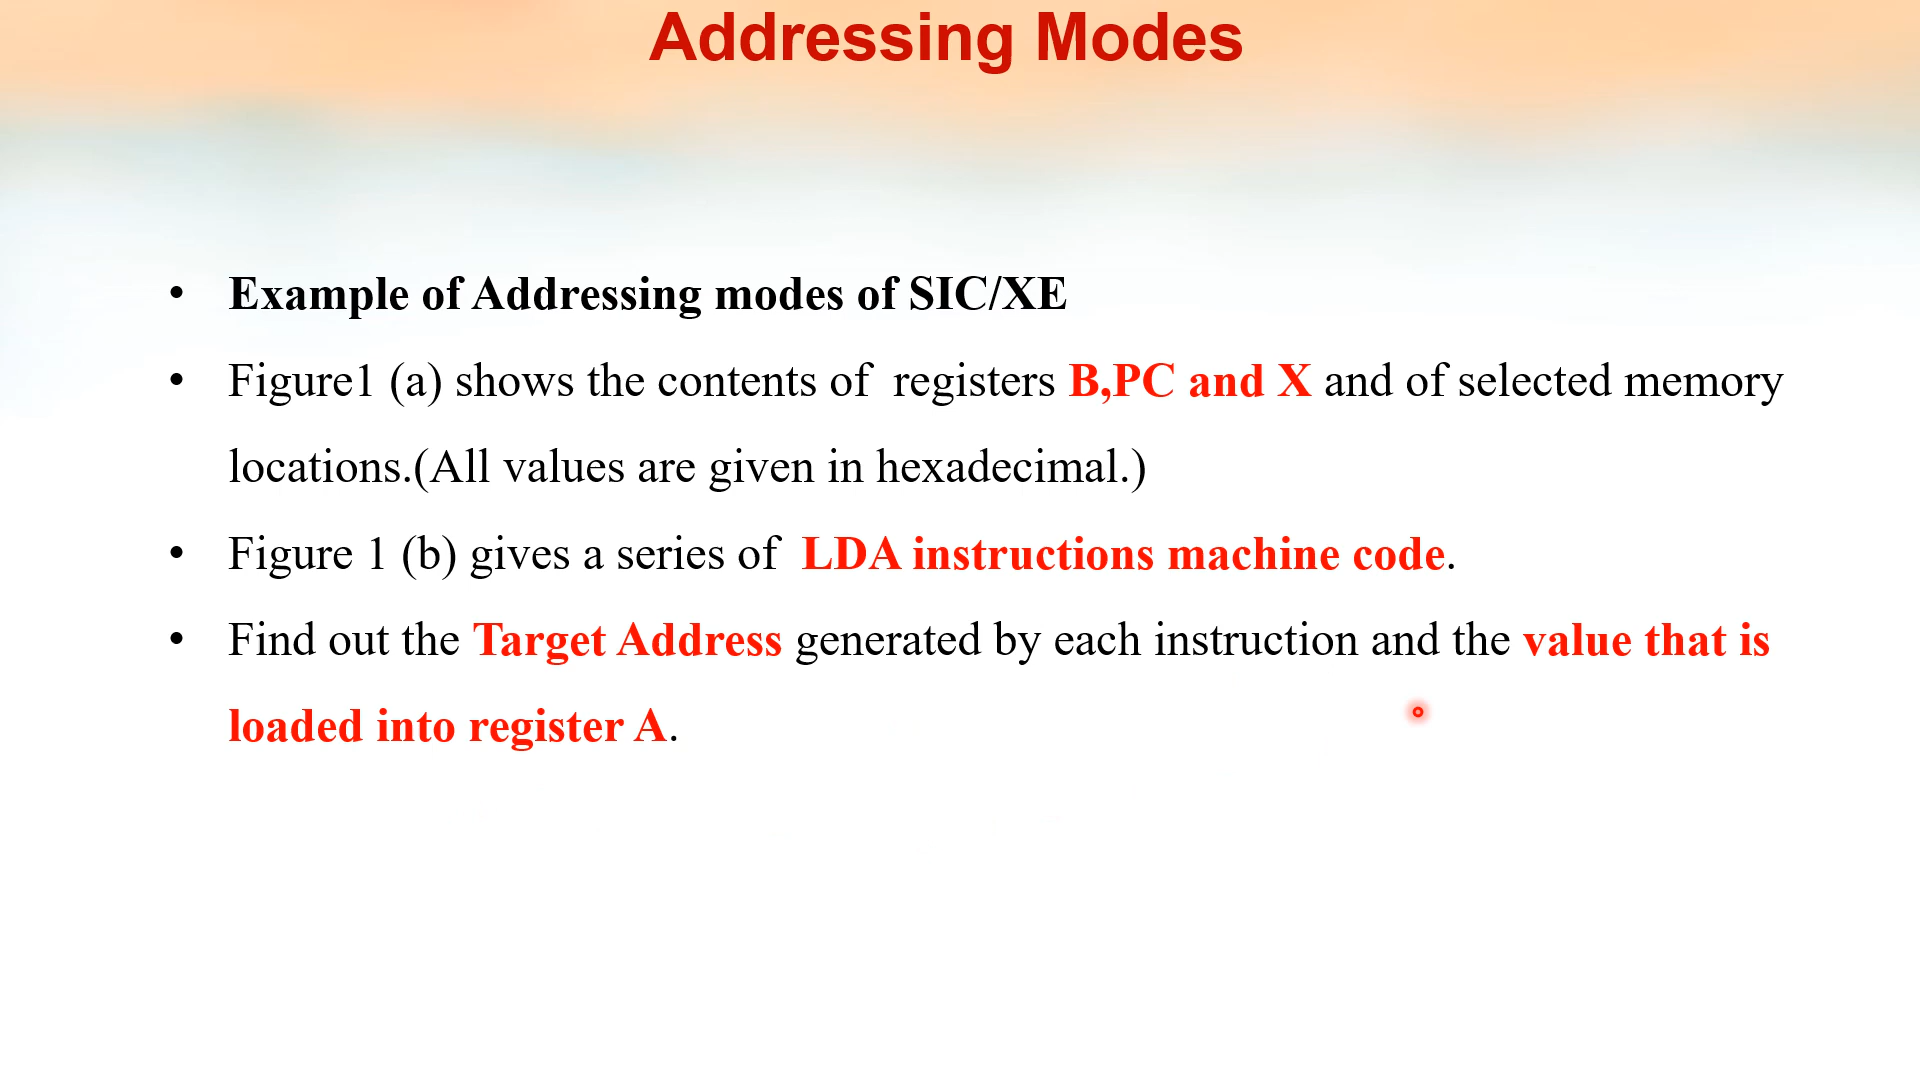 Addressing Modes
• Example of Addressing modes of SIC/XE
• Figure1 (a) shows the contents of  registers B,PC and X and of selected memory
locations.(All values are given in hexadecimal.)
• Figure 1 (b) gives a series of  LDA instructions machine code.
• Find out the Target Address generated by each instruction and the value that is
loaded into register A.